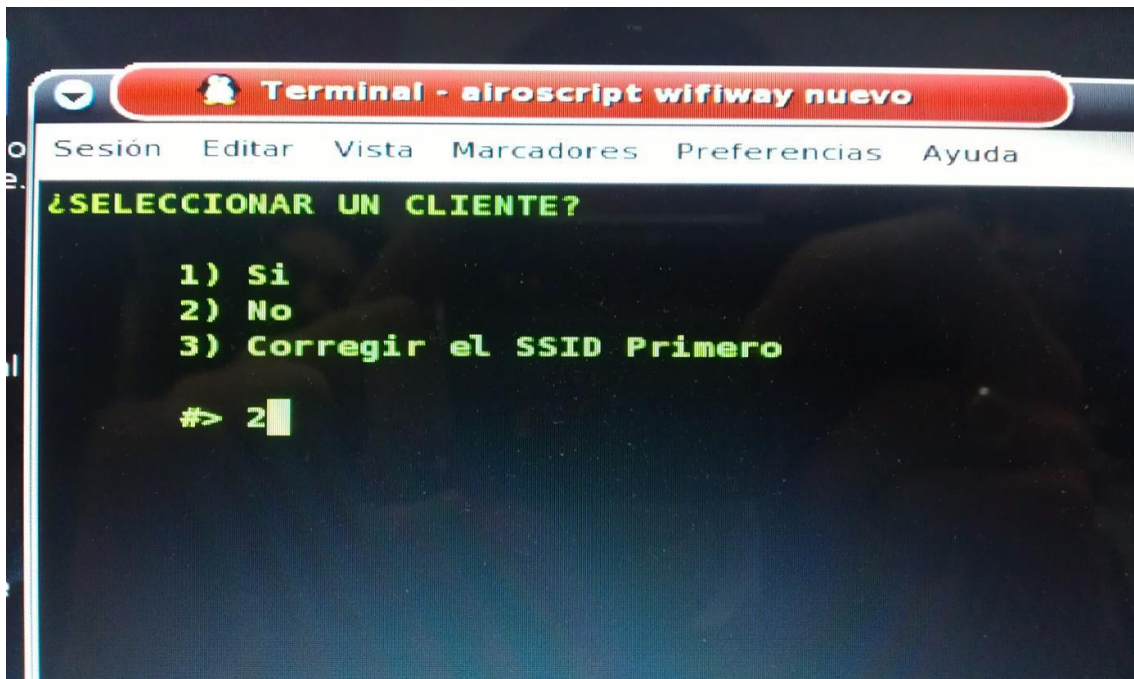 Terminal - airoscript wifiway nuevo
Sesión Editar Vista Marcadores Preferencias Ayuda
¿SELECCIONAR UN CLIENTE?
1) Si
2) No
3) Corregir el SSID Primero
#> 2